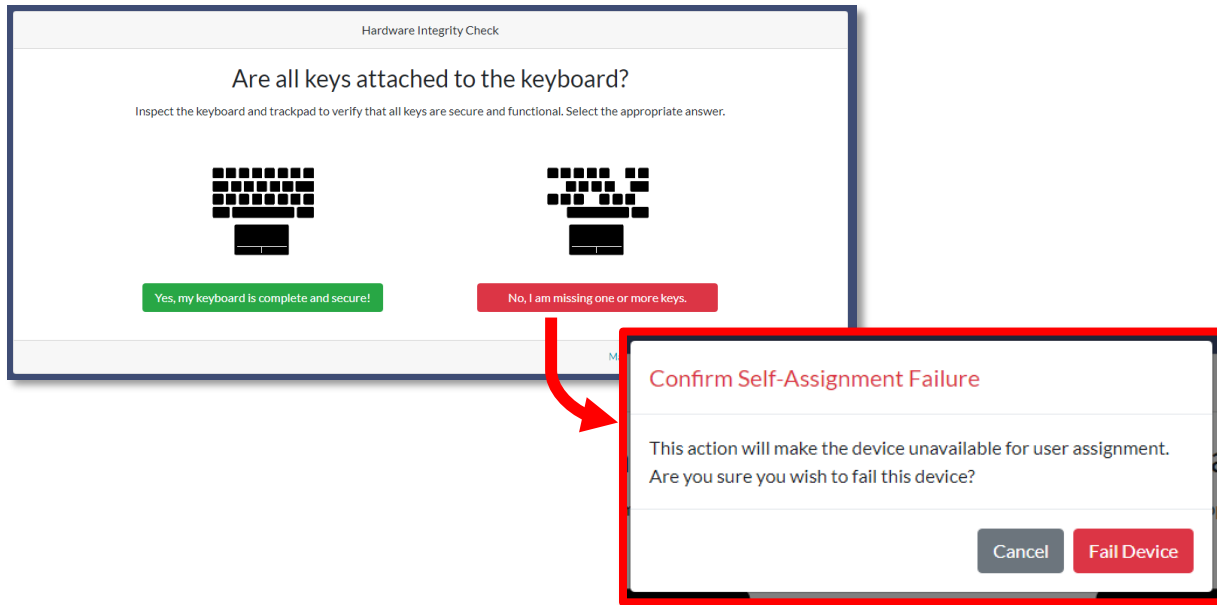 Hardware Integrity Check
Are all keys attached to the keyboard?
Inspect the keyboard and trackpad to verify that all keys are secure and functional. Select the appropriate answer.
Yes, my keyboard is complete and secure!
No, I am missing one or more keys.
Confirm Self-Assignment Failure
This action will make the device unavailable for user assignment.
Are you sure you wish to fail this device?
Cancel
Fail Device